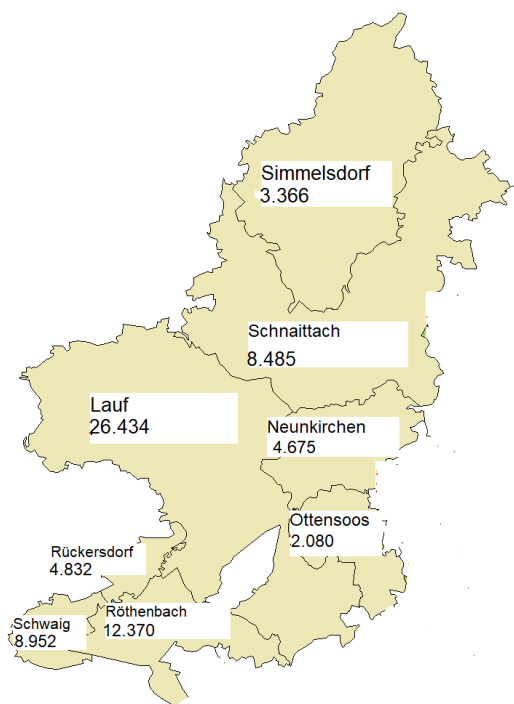 Simmelsdorf
3.366
Schnaittach
8.485
Lauf
26.434
Neunkirchen
4.675
Ottensoos
2.080
Rückersdorf
4.832
Röthenbach
12.370
Schwaig
8.952